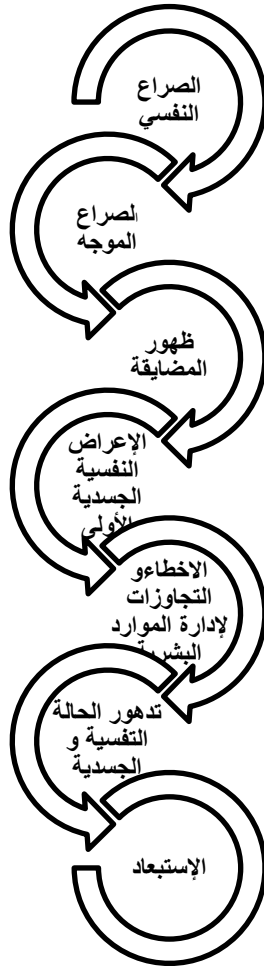 الصراع
النفسي
لصراع
الموجه
ظهور
المضايقة
الإعراض
النفسية
الجسدية
الأولى
الاخطاءو
التجاوزات
لإدارة الموارد
البشرية
تدهور الحالة
التفسية و
الجسدية
الإستبعاد